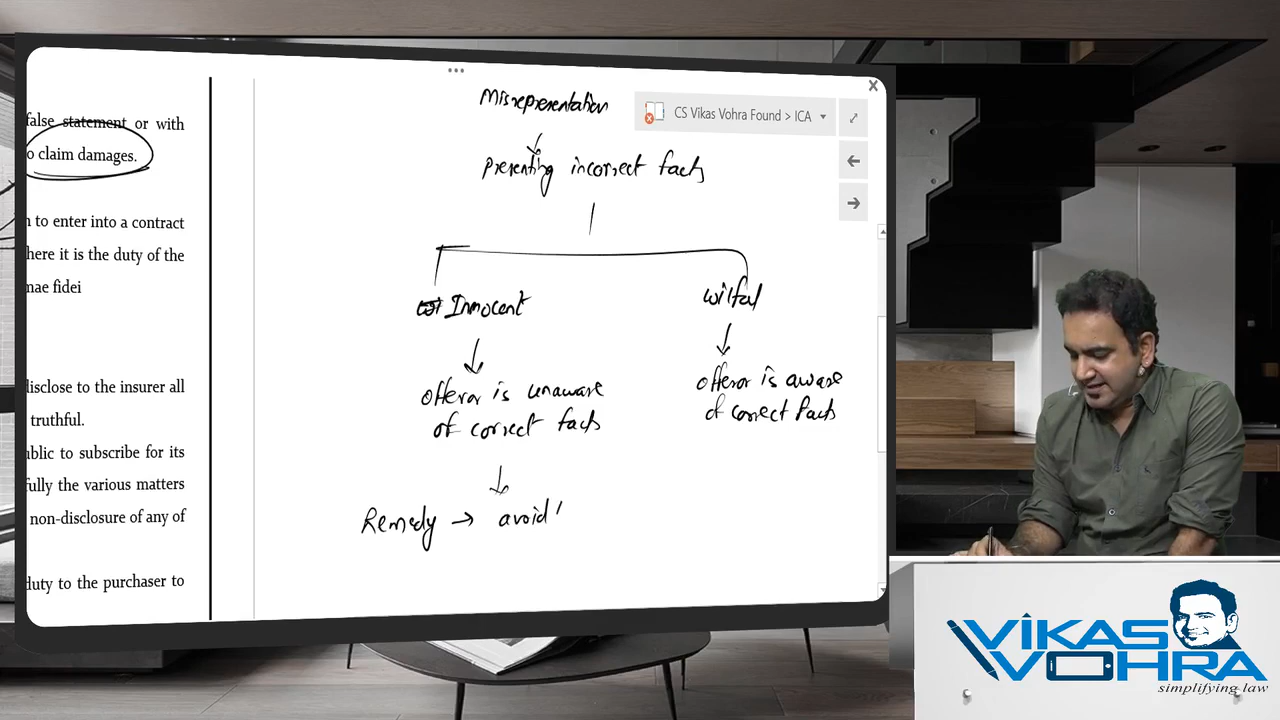 false statement or with
o claim damages.
n to enter into a contract
here it is the duty of the
nae fidei
disclose to the insurer all
truthful.
ublic to subscribe for its
fully the various matters
non-disclosure of any of
duty to the purchaser to
Misrepresentation
CS Vikas Vohra Found > ICA
presenting incorrect facts
Innocent
wilful
offeror is unaware
of correct facts
offeror is aware
of correct facts
Remedy → avoid
VIKAS
VOHRA
simplifying law